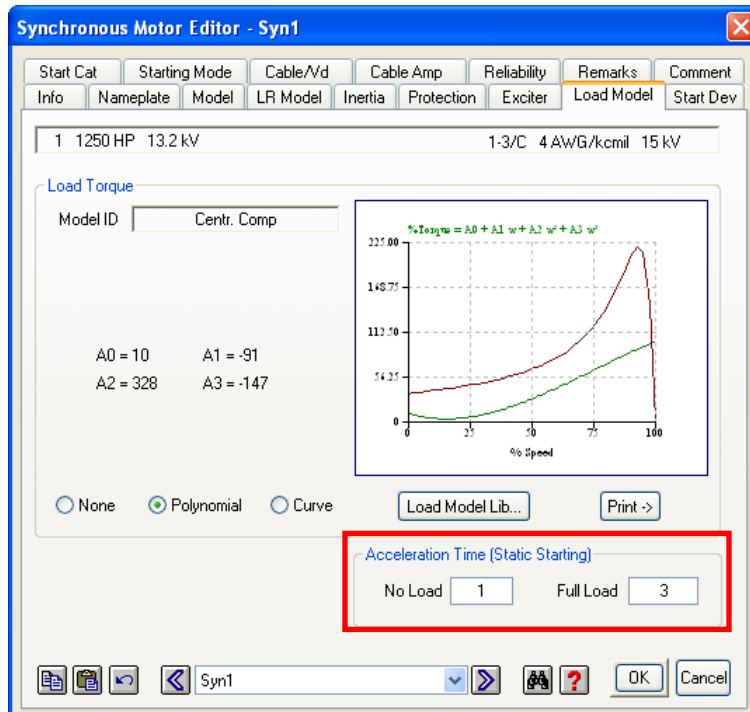 Synchronous Motor Editor - Syn1
Start Cat Starting Mode Cable/Vd Cable Amp Reliability Remarks Comment
Info Nameplate Model LR Model Inertia Protection Exciter Load Model Start Dev
1 1250 HP 13.2 kV 1-3/C 4 AWG/kcmil 15 kV
Load Torque
Model ID Centr. Comp
%Torque = A0 + A1 w + A2 w² + A3 w³
225.00
168.75
112.50
56.25
0
0 25 50 75 100
% Speed
A0 = 10 A1 = -91
A2 = 328 A3 = -147
None Polynomial Curve Load Model Lib... Print ->
Acceleration Time (Static Starting)
No Load 1 Full Load 3
Syn1 ? OK Cancel